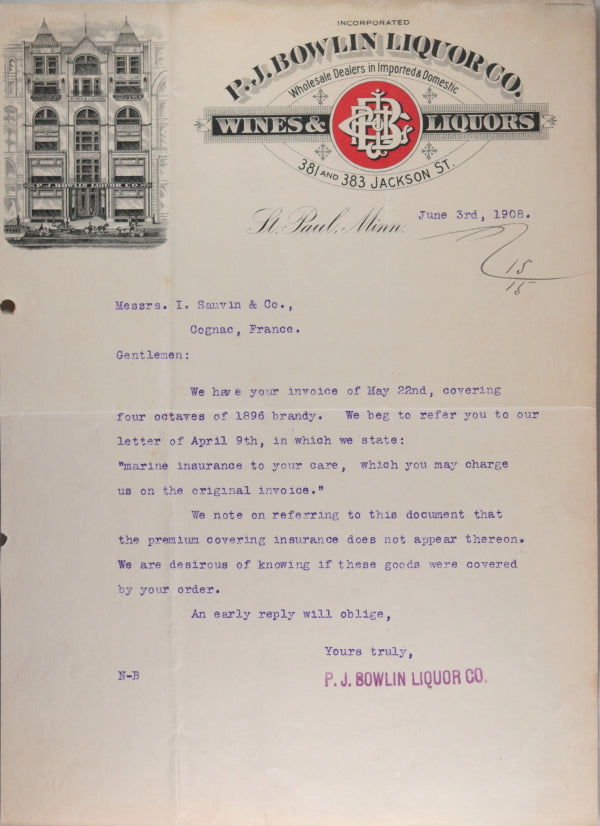 INCORPORATED
P. J. BOWLIN LIQUOR CO.
Wholesale Dealers in Imported & Domestic
WINES & LIQUORS
381 AND 383 JACKSON ST.
P. J. BOWLIN LIQUOR CO.
St. Paul, Minn. June 3rd, 1908.
15
15
Messrs. I. Sauvin & Co.,
Cognac, France.
Gentlemen:
We have your invoice of May 22nd, covering
four octaves of 1896 brandy. We beg to refer you to our
letter of April 9th, in which we state:
"marine insurance to your care, which you may charge
us on the original invoice."
We note on referring to this document that
the premium covering insurance does not appear thereon.
We are desirous of knowing if these goods were covered
by your order.
An early reply will oblige,
Yours truly,
N-B
P. J. BOWLIN LIQUOR CO.